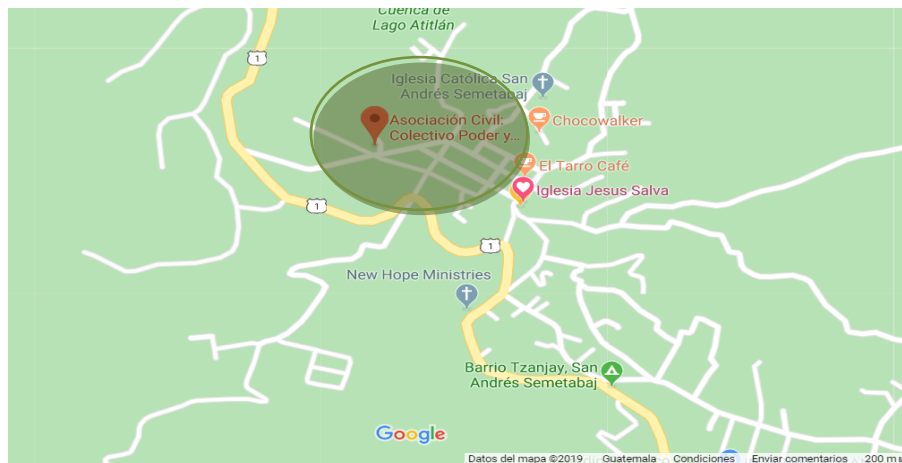 Cuenca de
Lago Atitlán
1
Iglesia Católica San
Andrés Semetabaj
Asociación Civil:
Colectivo Poder y...
Chocowalker
El Tarro Café
Iglesia Jesus Salva
1
1
New Hope Ministries
Barrio Tzanjay, San
Andrés Semetabaj
Google
Datos del mapa ©2019 Guatemala Condiciones Enviar comentarios 200 m